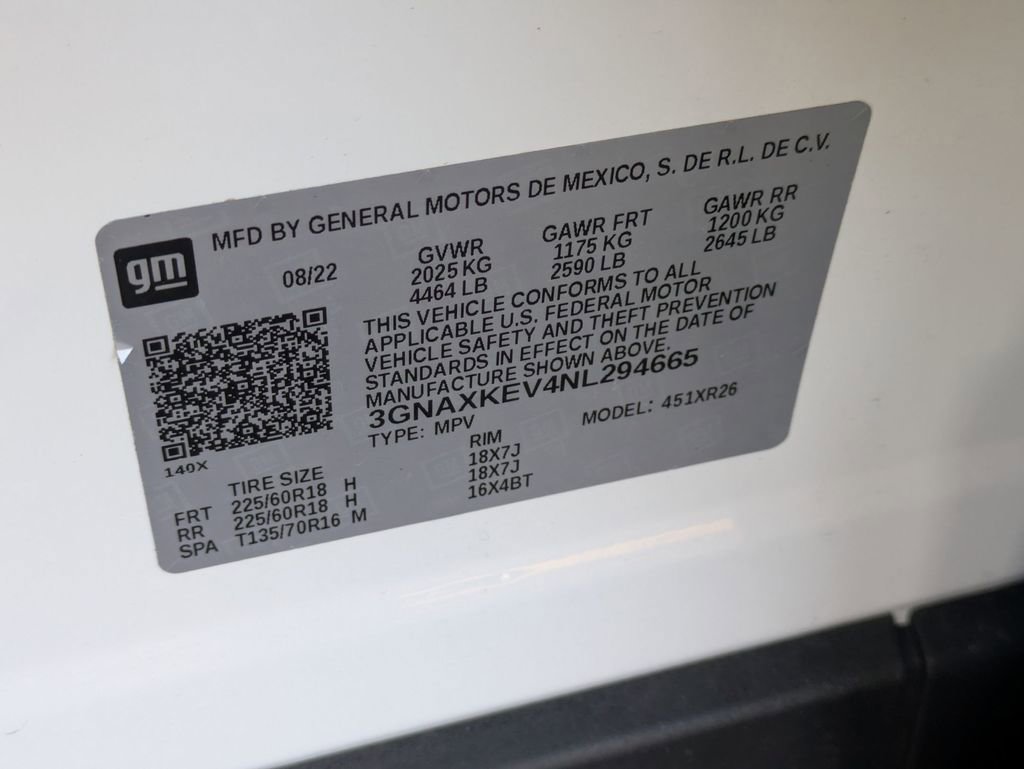 MFD BY GENERAL MOTORS DE MEXICO, S. DE R.L. DE C.V.
gm
08/22
GVWR
2025 KG
4464 LB
GAWR FRT
1175 KG
2590 LB
GAWR RR
1200 KG
2645 LB
THIS VEHICLE CONFORMS TO ALL
APPLICABLE U.S. FEDERAL MOTOR
VEHICLE SAFETY AND THEFT PREVENTION
STANDARDS IN EFFECT ON THE DATE OF
MANUFACTURE SHOWN ABOVE.
3GNAXKEV4NL294665
TYPE: MPV MODEL: 451XR26
140X
TIRE SIZE RIM
FRT 225/60R18 H 18X7J
RR 225/60R18 H 18X7J
SPA T135/70R16 M 16X4BT